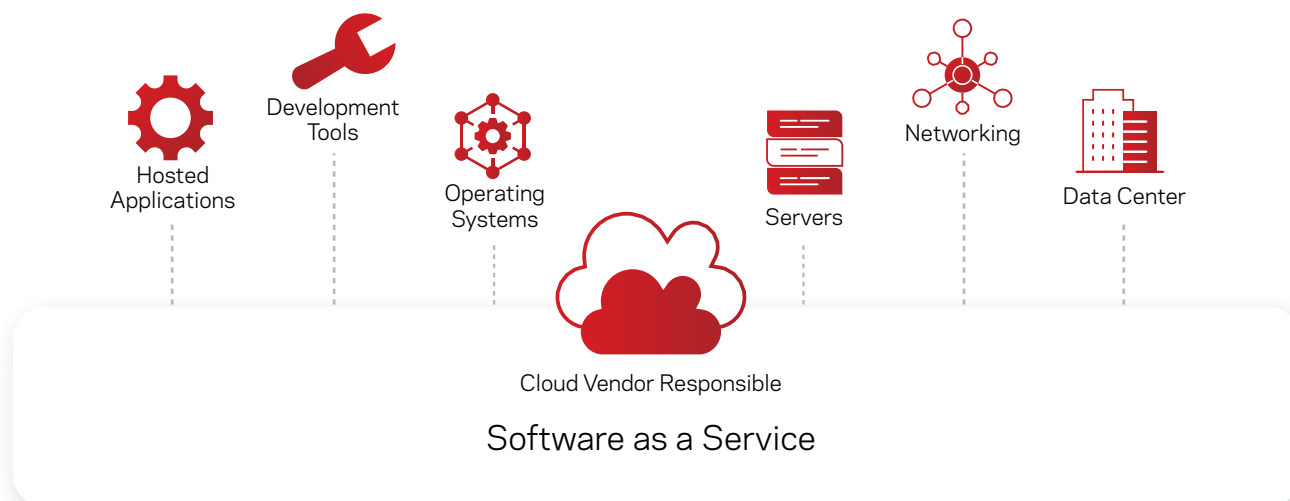 Hosted
Applications
Development
Tools
Operating
Systems
Servers
Networking
Data Center
Cloud Vendor Responsible
Software as a Service